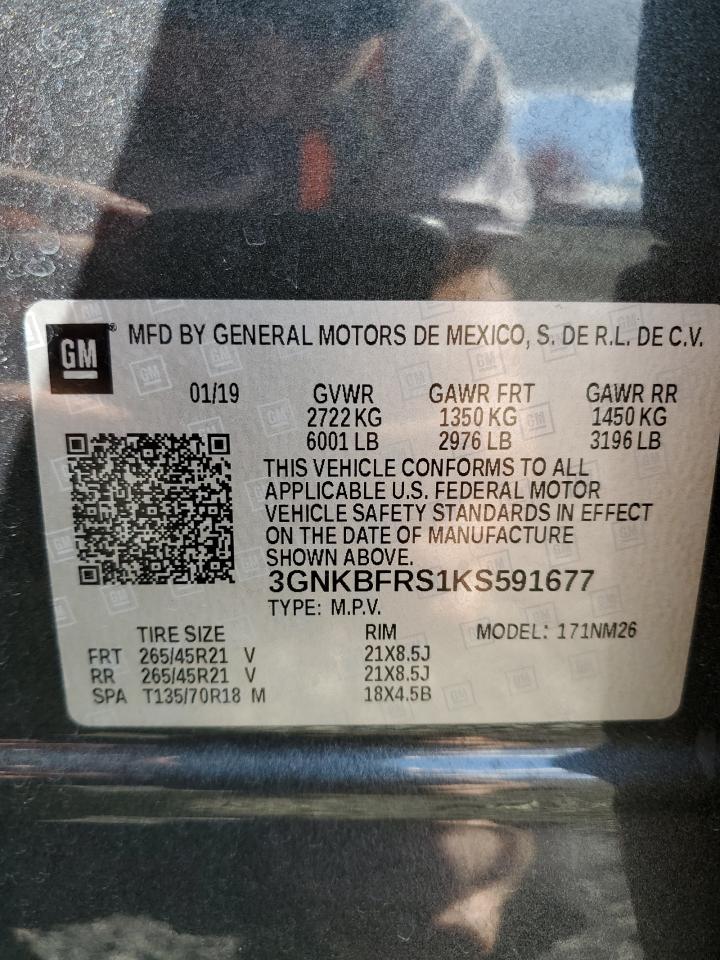 GM® MFD BY GENERAL MOTORS DE MEXICO, S. DE R.L. DE C.V.
01/19 GVWR GAWR FRT GAWR RR
2722 KG 1350 KG 1450 KG
6001 LB 2976 LB 3196 LB
THIS VEHICLE CONFORMS TO ALL
APPLICABLE U.S. FEDERAL MOTOR
VEHICLE SAFETY STANDARDS IN EFFECT
ON THE DATE OF MANUFACTURE
SHOWN ABOVE.
3GNKBFRS1KS591677
TYPE: M.P.V.
TIRE SIZE RIM MODEL: 171NM26
FRT 265/45R21 V 21X8.5J
RR 265/45R21 V 21X8.5J
SPA T135/70R18 M 18X4.5B